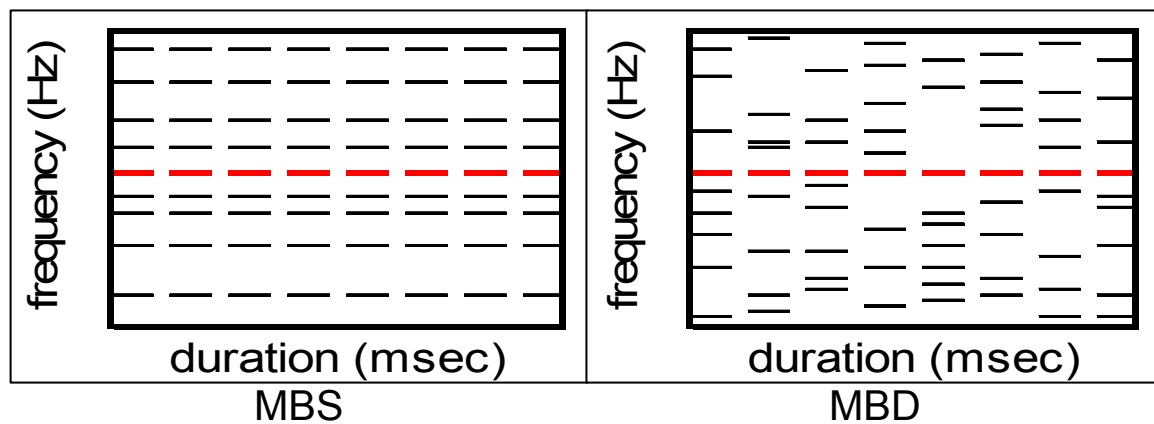 frequency (Hz)
duration (msec)
MBS
frequency (Hz)
duration (msec)
MBD